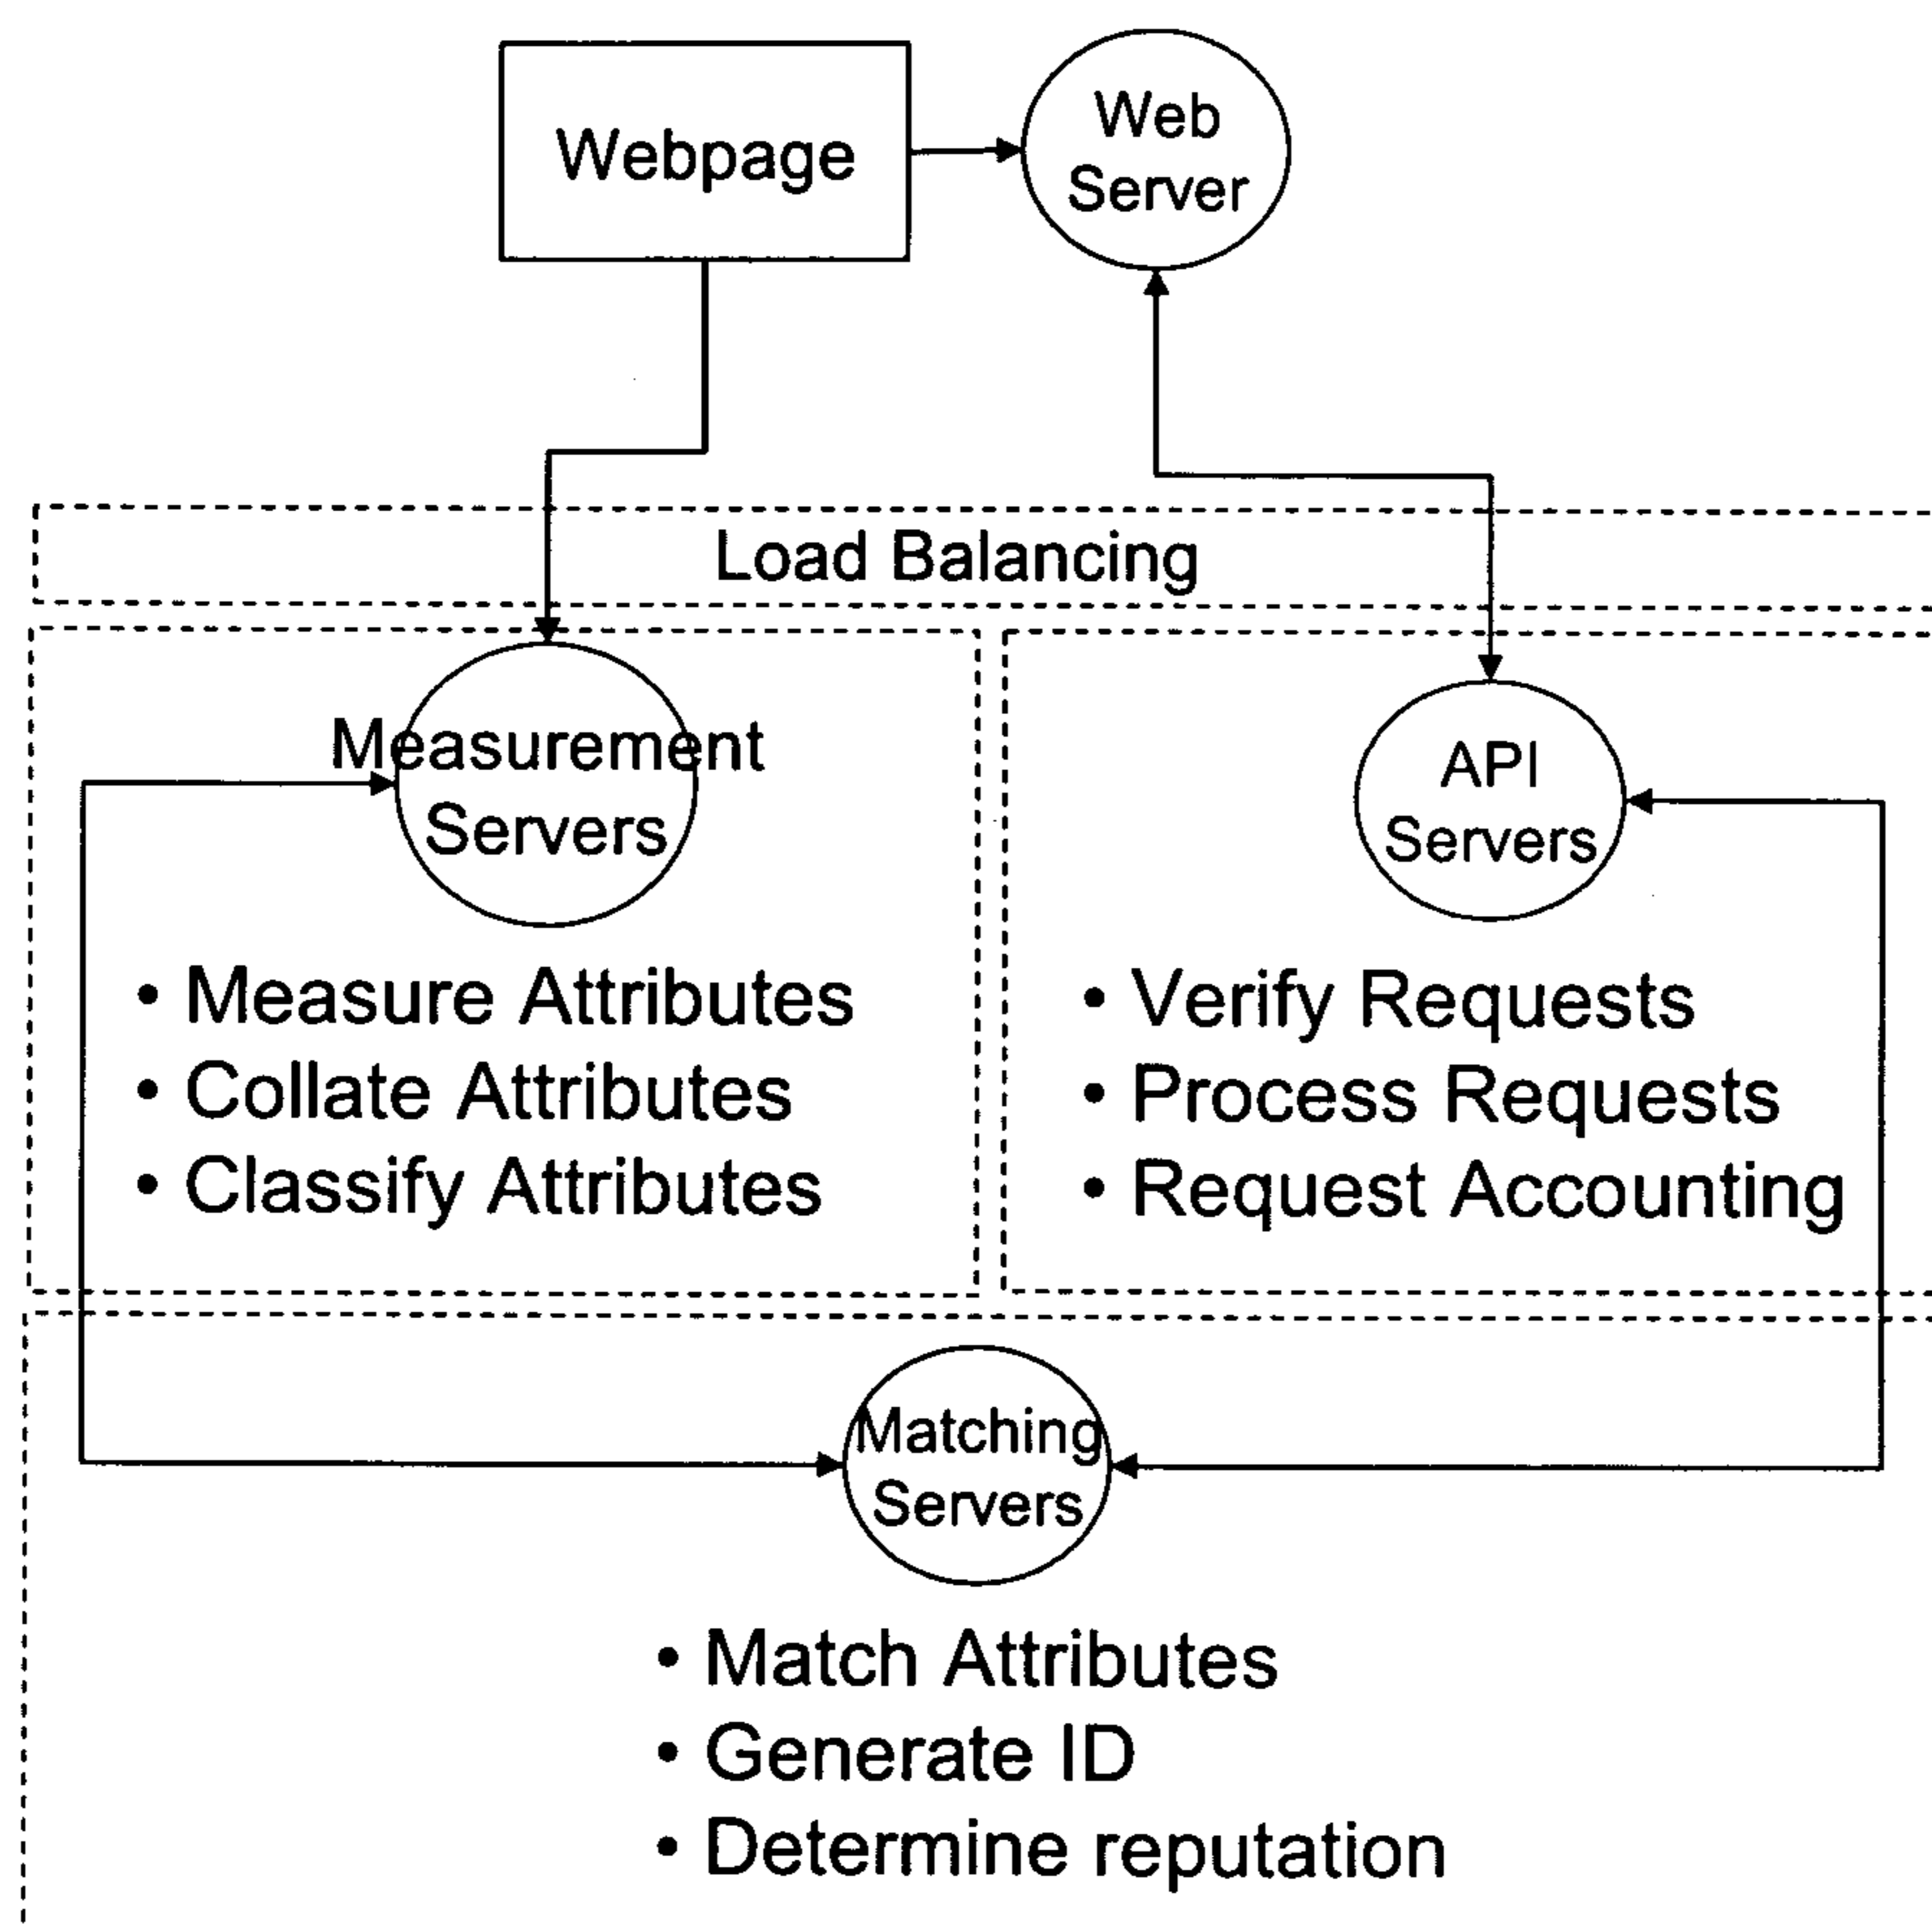 Webpage
Web
Server
Load Balancing
Measurement
Servers
• Measure Attributes
• Collate Attributes
• Classify Attributes
API
Servers
• Verify Requests
• Process Requests
• Request Accounting
Matching
Servers
• Match Attributes
• Generate ID
• Determine reputation